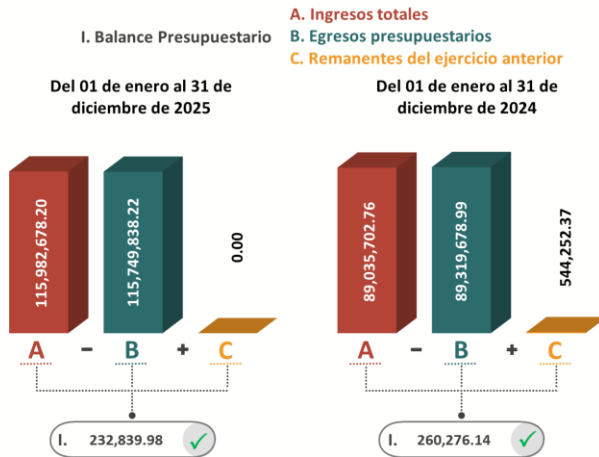 I. Balance Presupuestario
A. Ingresos totales
B. Egresos presupuestarios
C. Remanentes del ejercicio anterior
Del 01 de enero al 31 de
diciembre de 2025
115,982,678.20
115,749,838.22
0.00
A – B + C
I. 232,839.98
Del 01 de enero al 31 de
diciembre de 2024
89,035,702.76
89,319,678.99
544,252.37
A – B + C
I. 260,276.14